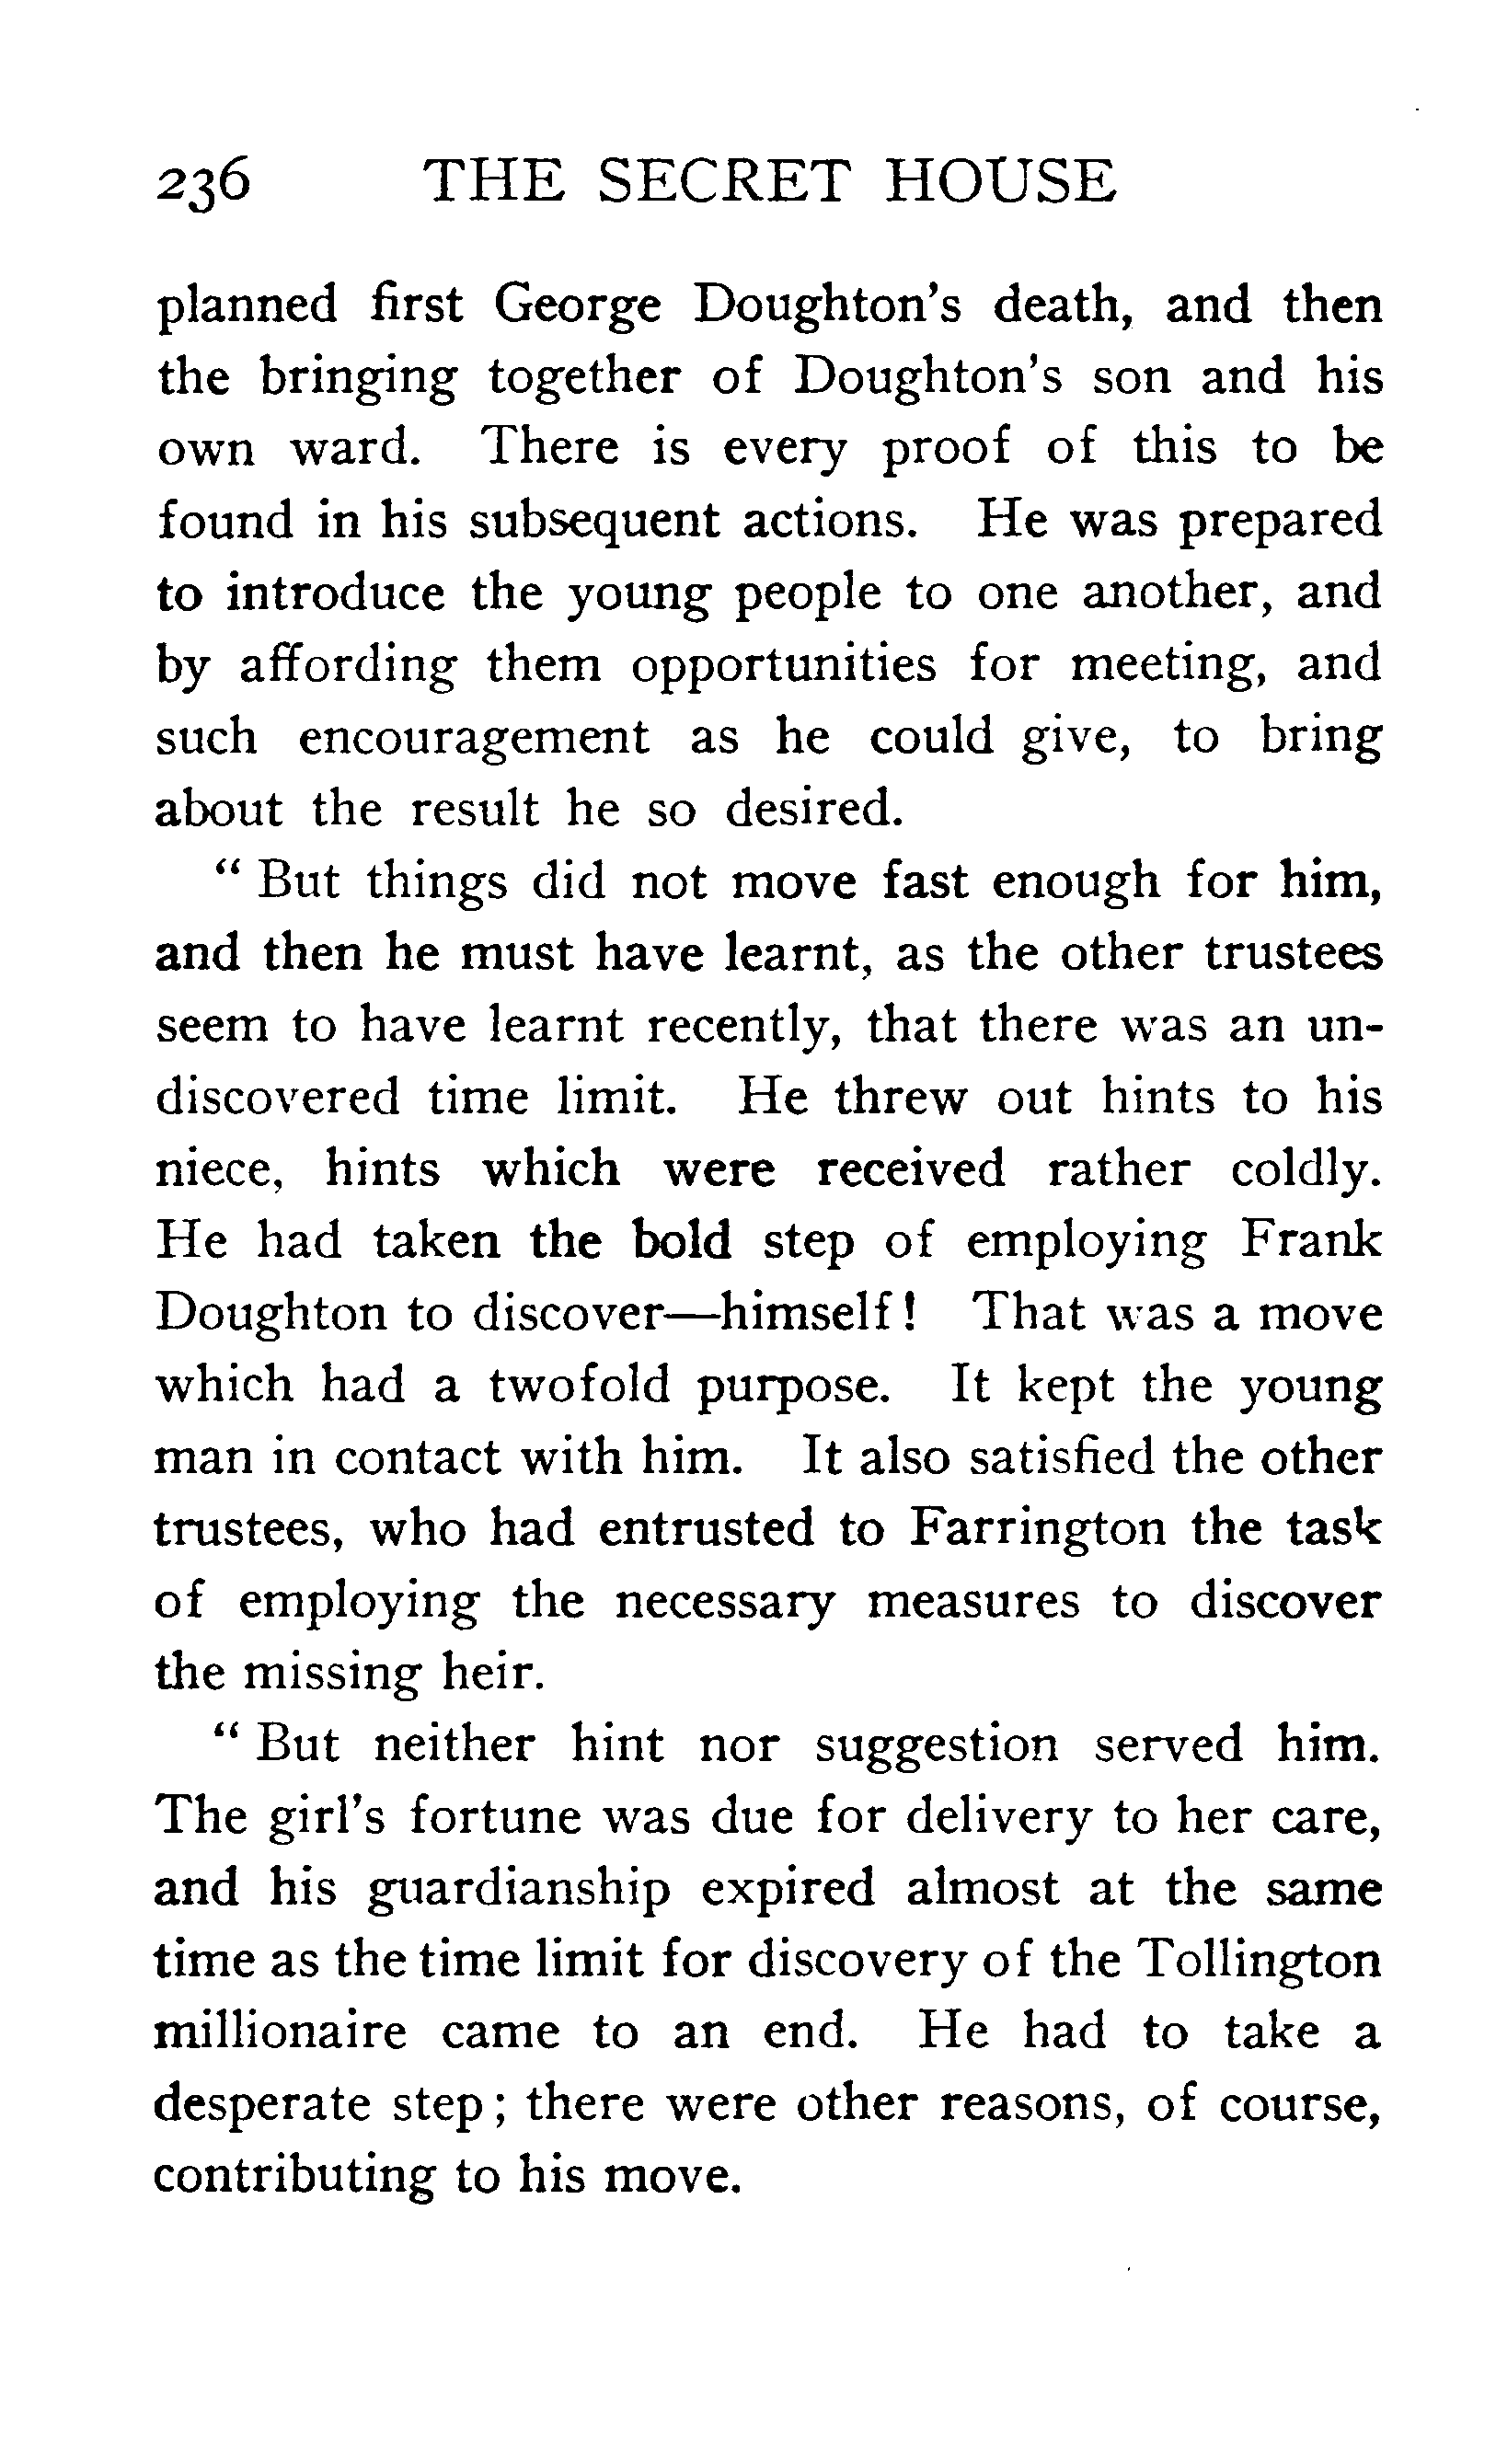 236 THE SECRET HOUSE
planned first George Doughton's death, and then
the bringing together of Doughton's son and his
own ward. There is every proof of this to be
found in his subsequent actions. He was prepared
to introduce the young people to one another, and
by affording them opportunities for meeting, and
such encouragement as he could give, to bring
about the result he so desired.
" But things did not move fast enough for him,
and then he must have learnt, as the other trustees
seem to have learnt recently, that there was an un-
discovered time limit. He threw out hints to his
niece, hints which were received rather coldly.
He had taken the bold step of employing Frank
Doughton to discover—himself ! That was a move
which had a twofold purpose. It kept the young
man in contact with him. It also satisfied the other
trustees, who had entrusted to Farrington the task
of employing the necessary measures to discover
the missing heir.
" But neither hint nor suggestion served him.
The girl's fortune was due for delivery to her care,
and his guardianship expired almost at the same
time as the time limit for discovery of the Tollington
millionaire came to an end. He had to take a
desperate step ; there were other reasons, of course,
contributing to his move.